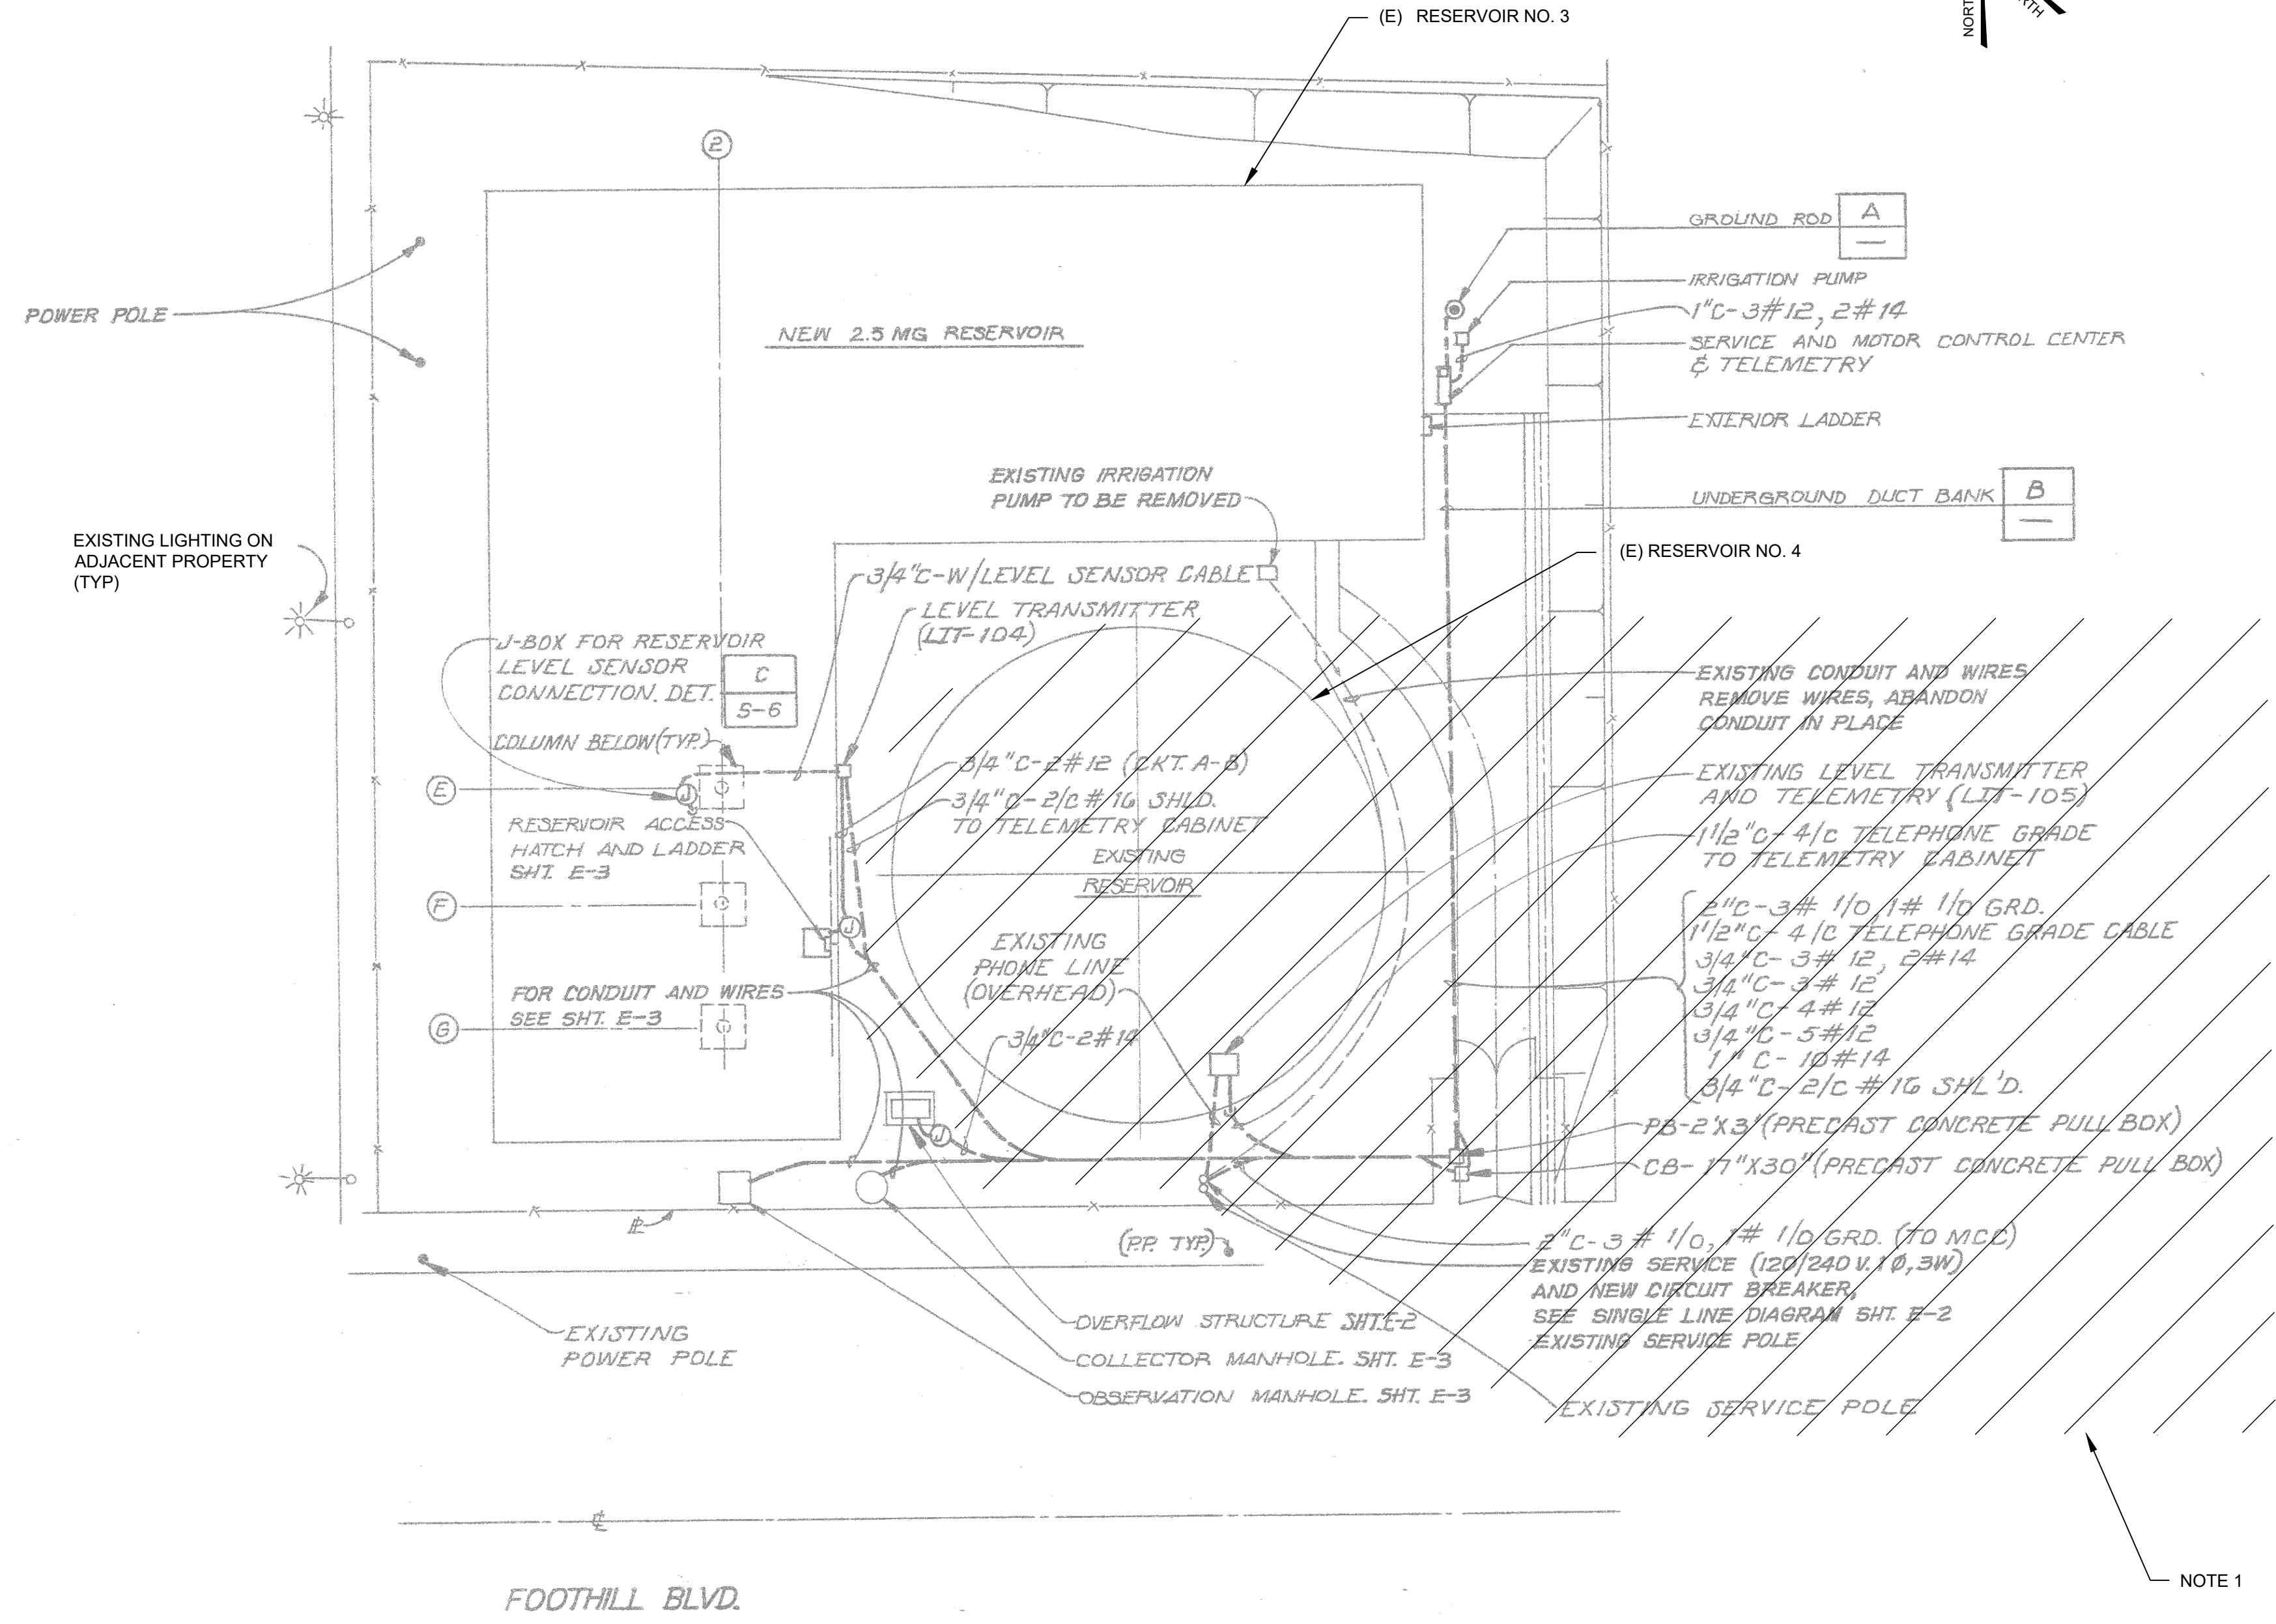 (E) RESERVOIR NO. 3
NORTH
2
GROUND ROD
A
—
IRRIGATION PUMP
1"C-3#12, 2#14
SERVICE AND MOTOR CONTROL CENTER
& TELEMETRY
POWER POLE
NEW 2.5 MG RESERVOIR
EXTERIOR LADDER
EXISTING IRRIGATION
PUMP TO BE REMOVED
UNDERGROUND DUCT BANK
B
—
EXISTING LIGHTING ON
ADJACENT PROPERTY
(TYP)
(E) RESERVOIR NO. 4
3/4"C-W/LEVEL SENSOR CABLE
LEVEL TRANSMITTER
(LIT-104)
J-BOX FOR RESERVOIR
LEVEL SENSOR
CONNECTION. DET.
C
S-6
COLUMN BELOW(TYP.)
EXISTING CONDUIT AND WIRES
REMOVE WIRES, ABANDON
CONDUIT IN PLACE
3/4"C-2#12 (CKT. A-8)
3/4"C-2/C #16 SHLD.
TO TELEMETRY CABINET
EXISTING LEVEL TRANSMITTER
AND TELEMETRY (LIT-105)
E
J
RESERVOIR ACCESS
HATCH AND LADDER
SHT. E-3
1 1/2"C-4/C TELEPHONE GRADE
TO TELEMETRY CABINET
EXISTING
RESERVOIR
F
J
2"C-3# 1/0, 1# 1/0 GRD.
1 1/2"C-4/C TELEPHONE GRADE CABLE
3/4"C-3#12, 2#14
3/4"C-3#12
3/4"C-4#12
3/4"C-5#12
1"C-10#14
3/4"C-2/C #16 SHL'D.
EXISTING
PHONE LINE
(OVERHEAD)
FOR CONDUIT AND WIRES
SEE SHT. E-3
G
3/4"C-2#14
J
PB-2'X3'(PRECAST CONCRETE PULL BOX)
CB-17"X30"(PRECAST CONCRETE PULL BOX)
PL
(P.P. TYP.)
2"C-3# 1/0, 1# 1/0 GRD. (TO MCC)
EXISTING SERVICE (120/240 V. 1Ø, 3W)
AND NEW CIRCUIT BREAKER,
SEE SINGLE LINE DIAGRAM SHT. E-2
EXISTING SERVICE POLE
EXISTING
POWER POLE
OVERFLOW STRUCTURE SHT.E-2
COLLECTOR MANHOLE. SHT. E-3
OBSERVATION MANHOLE. SHT. E-3
EXISTING SERVICE POLE
CL
NOTE 1
FOOTHILL BLVD.